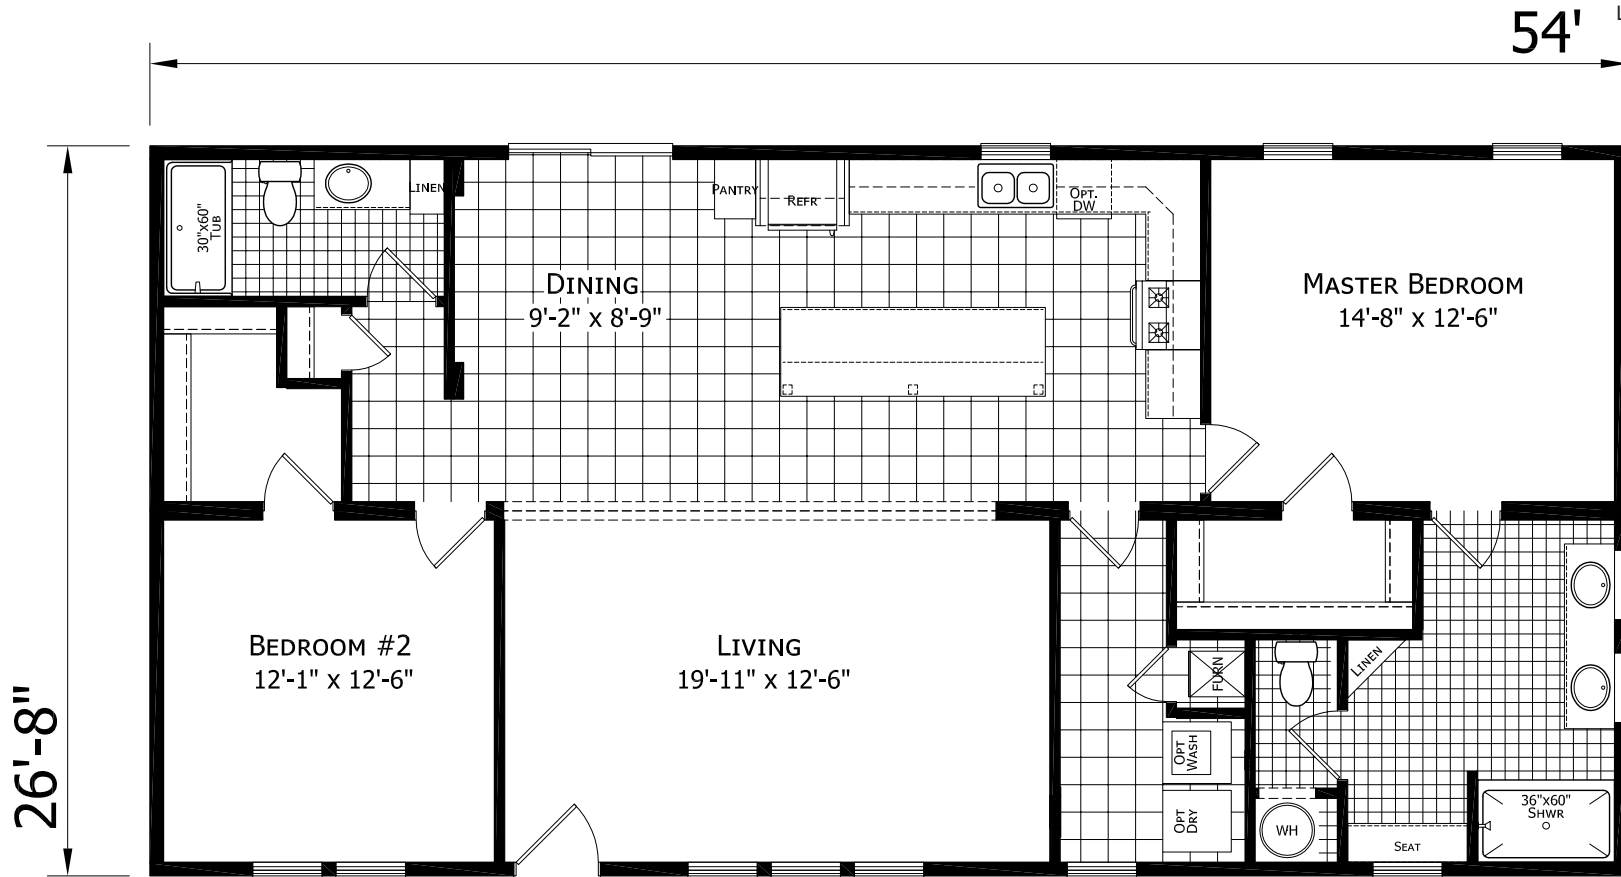 54'
L
26'-8"
30"x60"
TUB
LINEN
PANTRY
REFR
OPT.
DW
DINING
9'-2" x 8'-9"
MASTER BEDROOM
14'-8" x 12'-6"
BEDROOM #2
12'-1" x 12'-6"
LIVING
19'-11" x 12'-6"
FURN
LINEN
OPT
WASH
OPT
DRY
WH
SEAT
36"x60"
SHWR